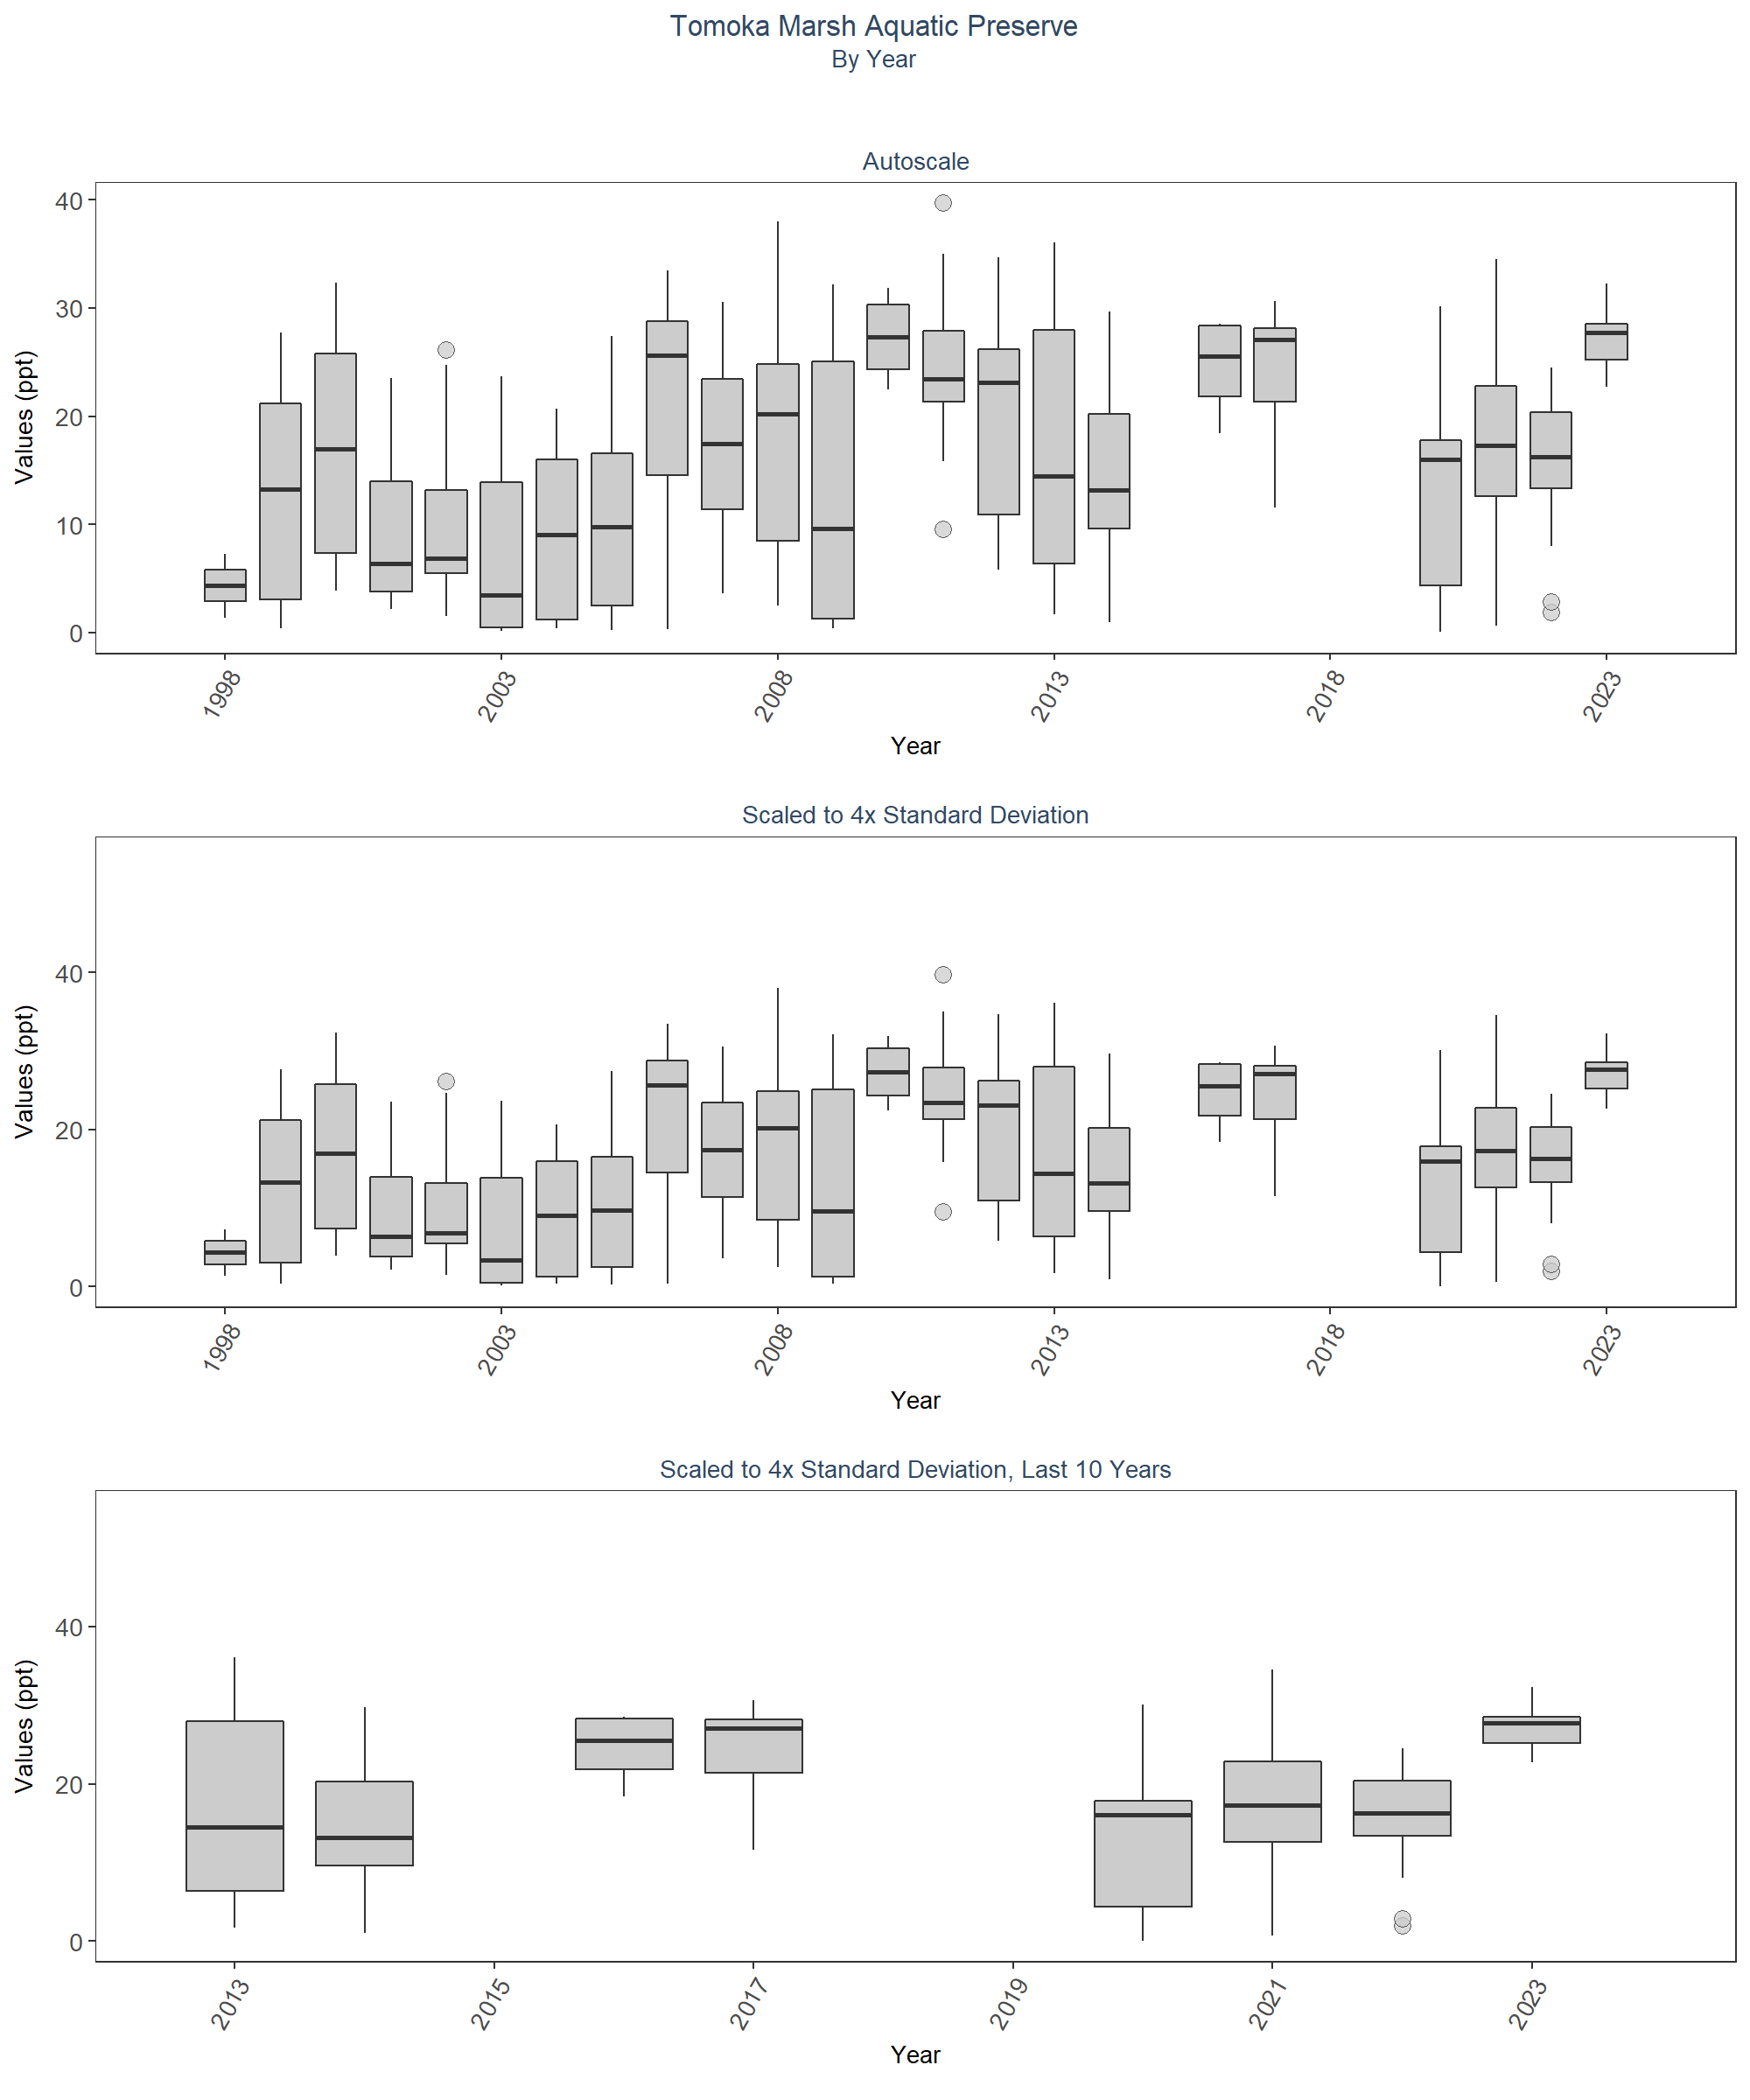 Tomoka Marsh Aquatic Preserve
By Year
Autoscale
Values (ppt)
40
30
20
10
0
1998 2003 2008 2013 2018 2023
Year
Scaled to 4x Standard Deviation
Values (ppt)
40
20
0
1998 2003 2008 2013 2018 2023
Year
Scaled to 4x Standard Deviation, Last 10 Years
Values (ppt)
40
20
0
2013 2015 2017 2019 2021 2023
Year